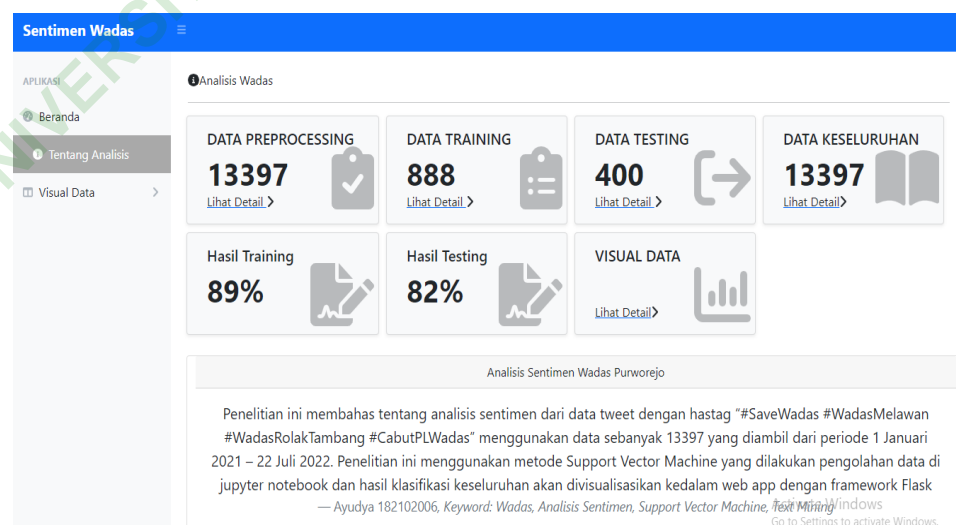 Sentimen Wadas
APLIKASI
Beranda
Tentang Analisis
Visual Data
Analisis Wadas
DATA PREPROCESSING
13397
Lihat Detail
DATA TRAINING
888
Lihat Detail
DATA TESTING
400
Lihat Detail
DATA KESELURUHAN
13397
Lihat Detail
Hasil Training
89%
Hasil Testing
82%
VISUAL DATA
Lihat Detail
Analisis Sentimen Wadas Purworejo
Penelitian ini membahas tentang analisis sentimen dari data tweet dengan hastag "#SaveWadas #WadasMelawan
#WadasRolakTambang #CabutPLWadas" menggunakan data sebanyak 13397 yang diambil dari periode 1 Januari
2021 – 22 Juli 2022. Penelitian ini menggunakan metode Support Vector Machine yang dilakukan pengolahan data di
jupyter notebook dan hasil klasifikasi keseluruhan akan divisualisasikan kedalam web app dengan framework Flask
— Ayudya 182102006, Keyword: Wadas, Analisis Sentimen, Support Vector Machine, Text Mining
Activate Windows
Go to Settings to activate Windows.